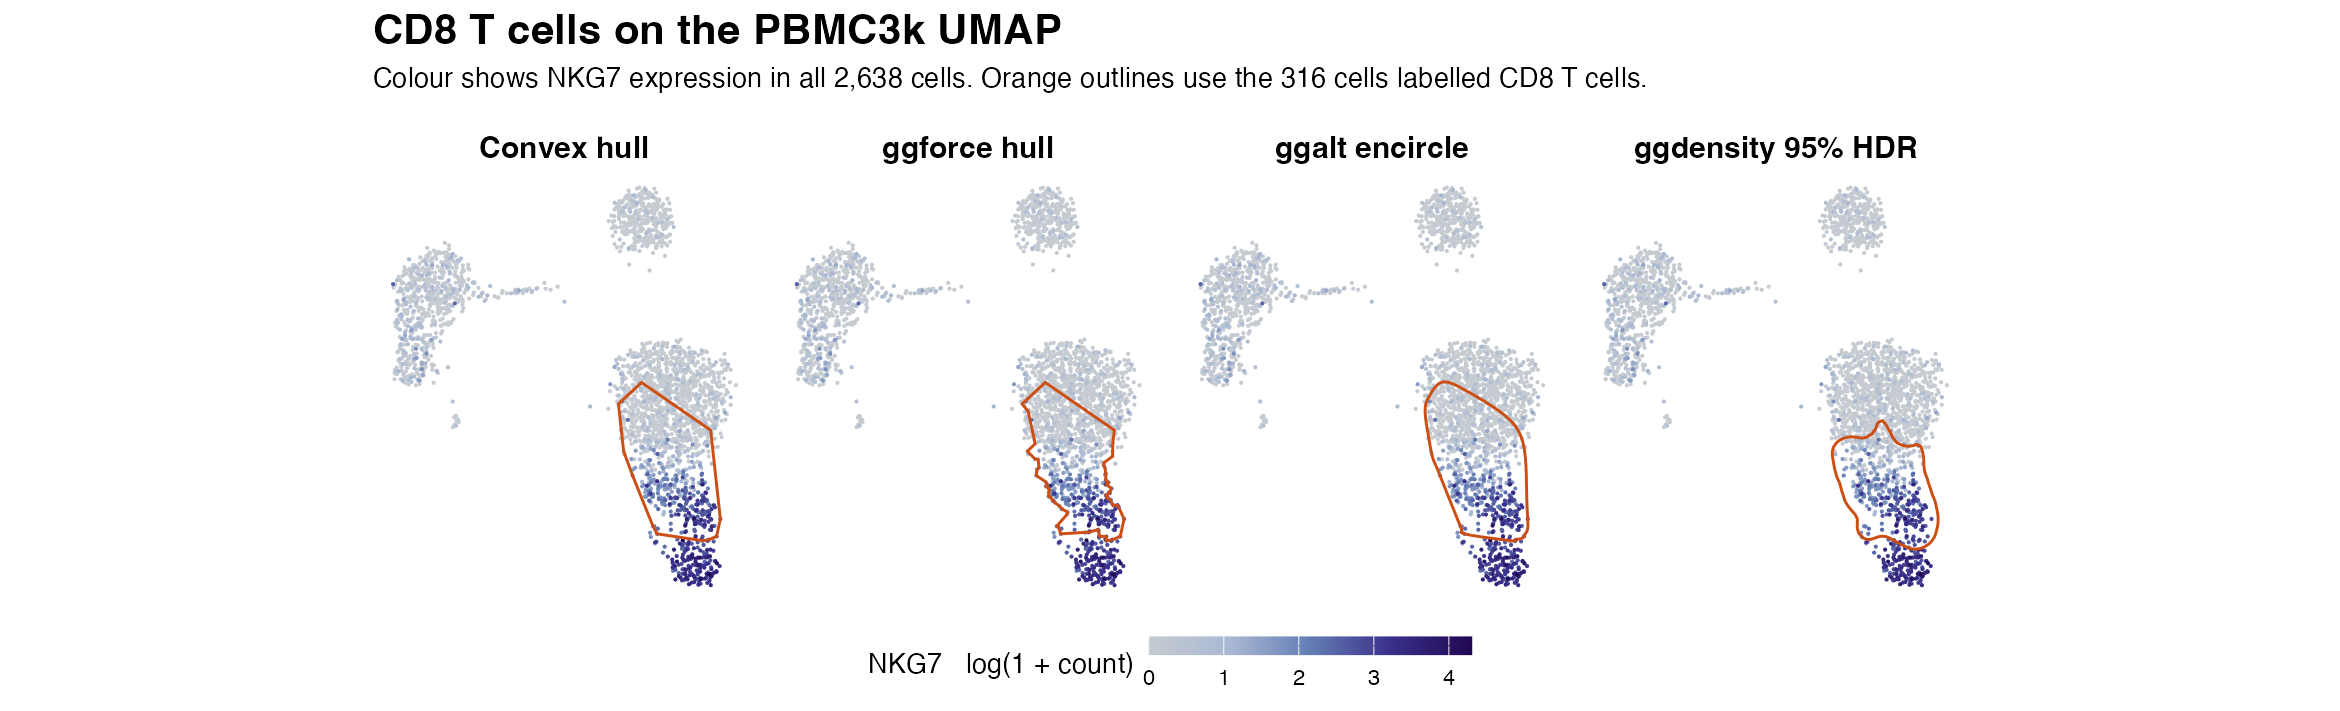 CD8 T cells on the PBMC3k UMAP
Colour shows NKG7 expression in all 2,638 cells. Orange outlines use the 316 cells labelled CD8 T cells.
Convex hull
ggforce hull
ggalt encircle
ggdensity 95% HDR
NKG7 log(1 + count)
0 1 2 3 4